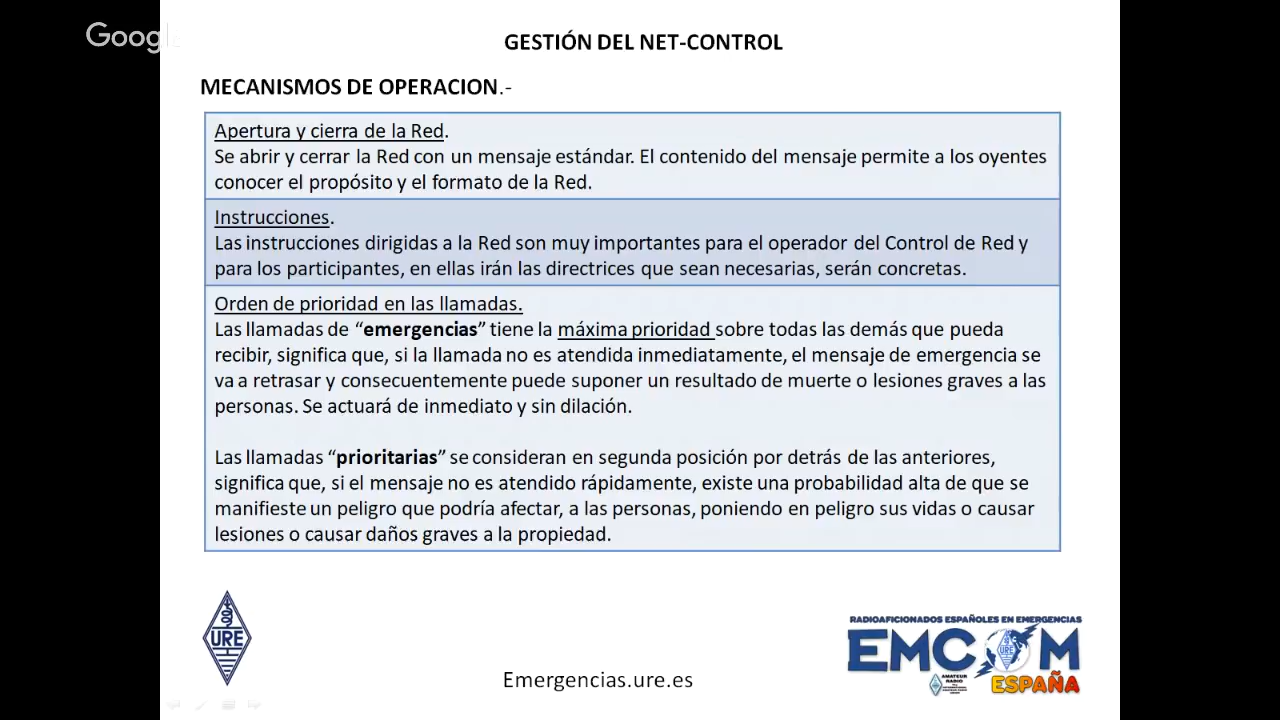 Google
GESTIÓN DEL NET-CONTROL
MECANISMOS DE OPERACION.-
Apertura y cierra de la Red.
Se abrir y cerrar la Red con un mensaje estándar. El contenido del mensaje permite a los oyentes
conocer el propósito y el formato de la Red.
Instrucciones.
Las instrucciones dirigidas a la Red son muy importantes para el operador del Control de Red y
para los participantes, en ellas irán las directrices que sean necesarias, serán concretas.
Orden de prioridad en las llamadas.
Las llamadas de “emergencias” tiene la máxima prioridad sobre todas las demás que pueda
recibir, significa que, si la llamada no es atendida inmediatamente, el mensaje de emergencia se
va a retrasar y consecuentemente puede suponer un resultado de muerte o lesiones graves a las
personas. Se actuará de inmediato y sin dilación.
Las llamadas “prioritarias” se consideran en segunda posición por detrás de las anteriores,
significa que, si el mensaje no es atendido rápidamente, existe una probabilidad alta de que se
manifieste un peligro que podría afectar, a las personas, poniendo en peligro sus vidas o causar
lesiones o causar daños graves a la propiedad.
URE
RADIOAFICIONADOS ESPAÑOLES EN EMERGENCIAS
EMCOM
URE
AMATEUR
RADIO
ESPAÑA
Emergencias.ure.es